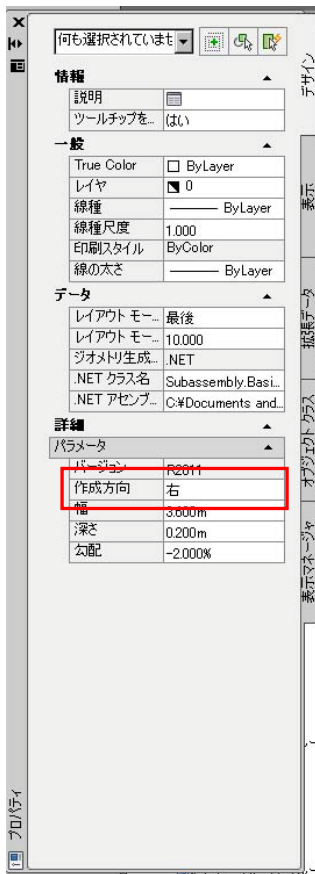 何も選択されていませ
情報
説明
ツールチップを... はい
一般
True Color ByLayer
レイヤ 0
線種 ByLayer
線種尺度 1.000
印刷スタイル ByColor
線の太さ ByLayer
データ
レイアウト モー... 最後
レイアウト モー... 10.000
ジオメトリ生成... .NET
.NET クラス名 Subassembly.Basi...
.NET アセンブ... C:¥Documents and...
詳細
パラメータ
バージョン R2011
作成方向 右
幅 3.600m
深さ 0.200m
勾配 -2.000%
デザイン
表示
拡張データ
オブジェクト クラス
表示マネージャ
プロパティ